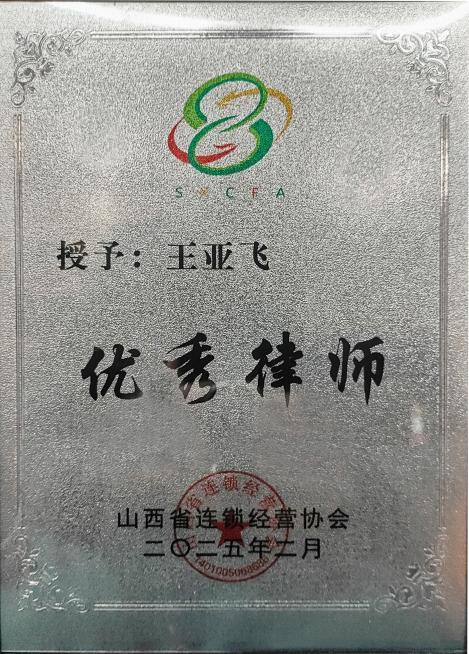 SXCFA
授予：王亚飞
优秀律师
山西省连锁经营协会
二〇二五年二月